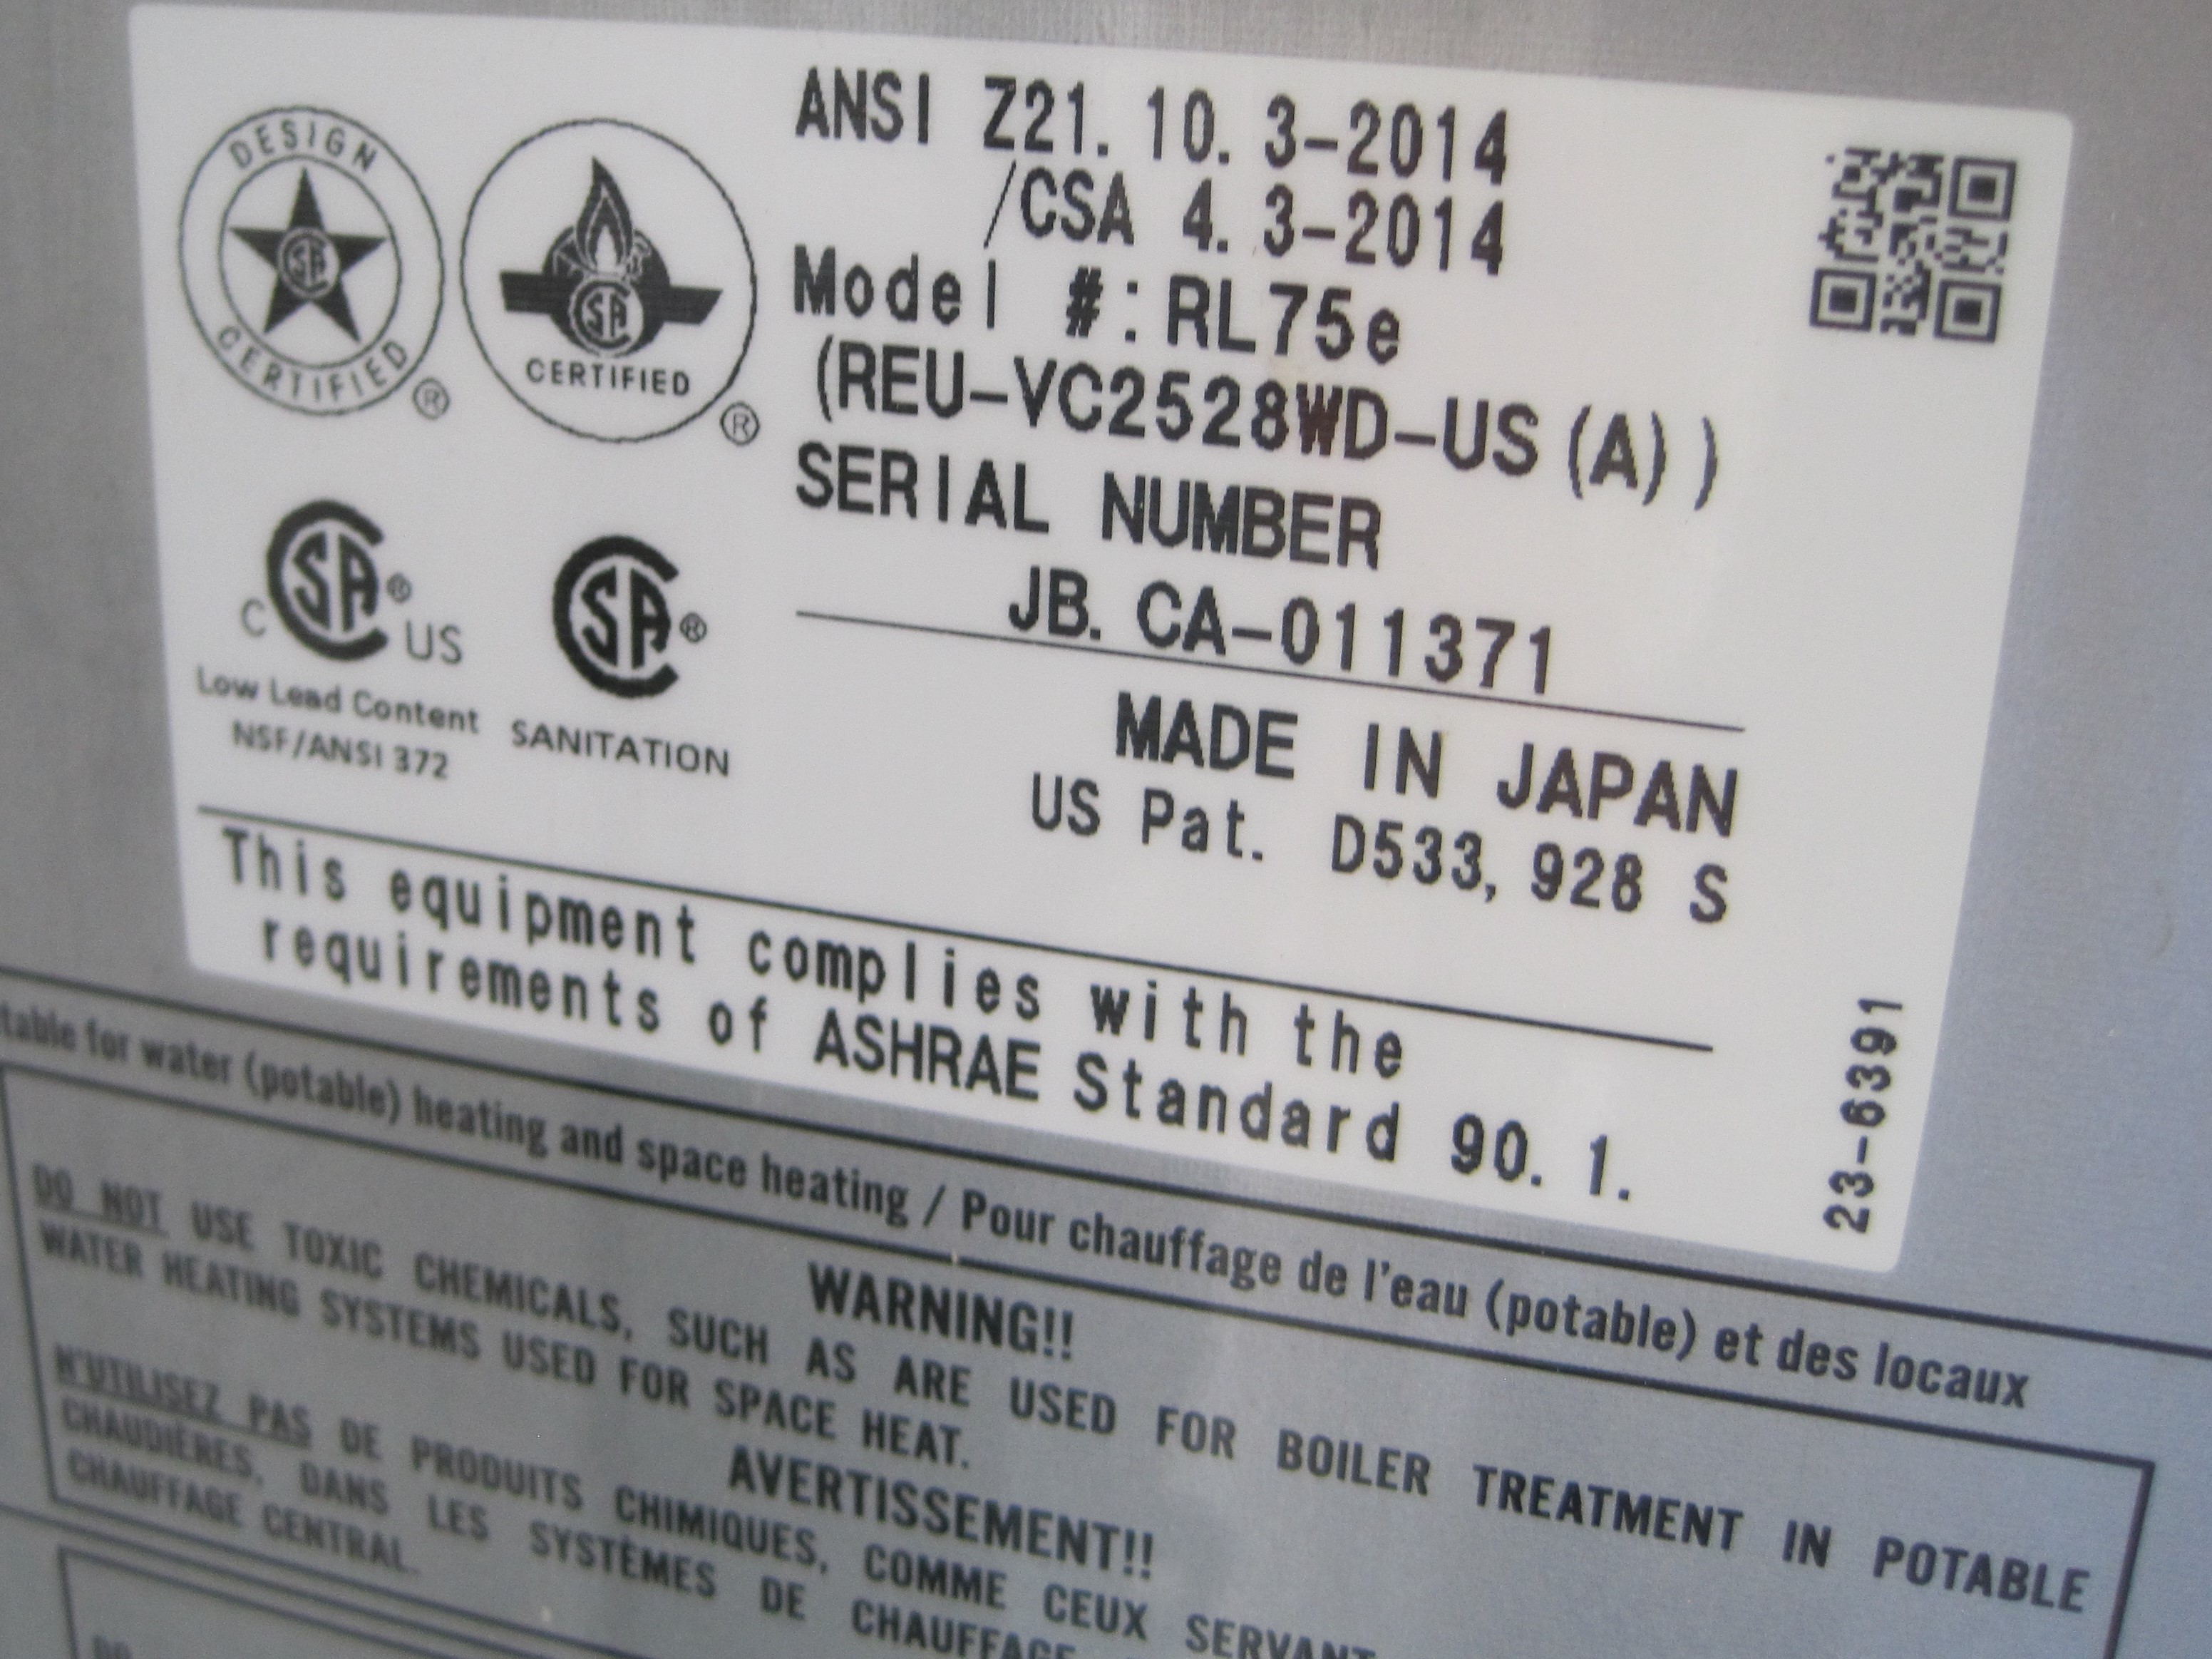 DESIGN
CERTIFIED
®
CERTIFIED
®
ANSI Z21. 10. 3-2014
/CSA 4. 3-2014
Model #:RL75e
(REU-VC2528WD-US (A) )
SERIAL NUMBER
JB. CA-011371
C SA ® US
Low Lead Content
NSF/ANSI 372
SA ®
SANITATION
MADE IN JAPAN
US Pat. D533, 928 S
This equipment complies with the
requirements of ASHRAE Standard 90. 1.
23-6391
table for water (potable) heating and space heating / Pour chauffage de l'eau (potable) et des locaux
WARNING!!
DO NOT USE TOXIC CHEMICALS, SUCH AS ARE USED FOR BOILER TREATMENT IN POTABLE
WATER HEATING SYSTEMS USED FOR SPACE HEAT.
AVERTISSEMENT!!
N'UTILISEZ PAS DE PRODUITS CHIMIQUES, COMME CEUX SERVANT
CHAUDIÈRES, DANS LES SYSTÈMES DE CHAUFFAGE
CHAUFFAGE CENTRAL.